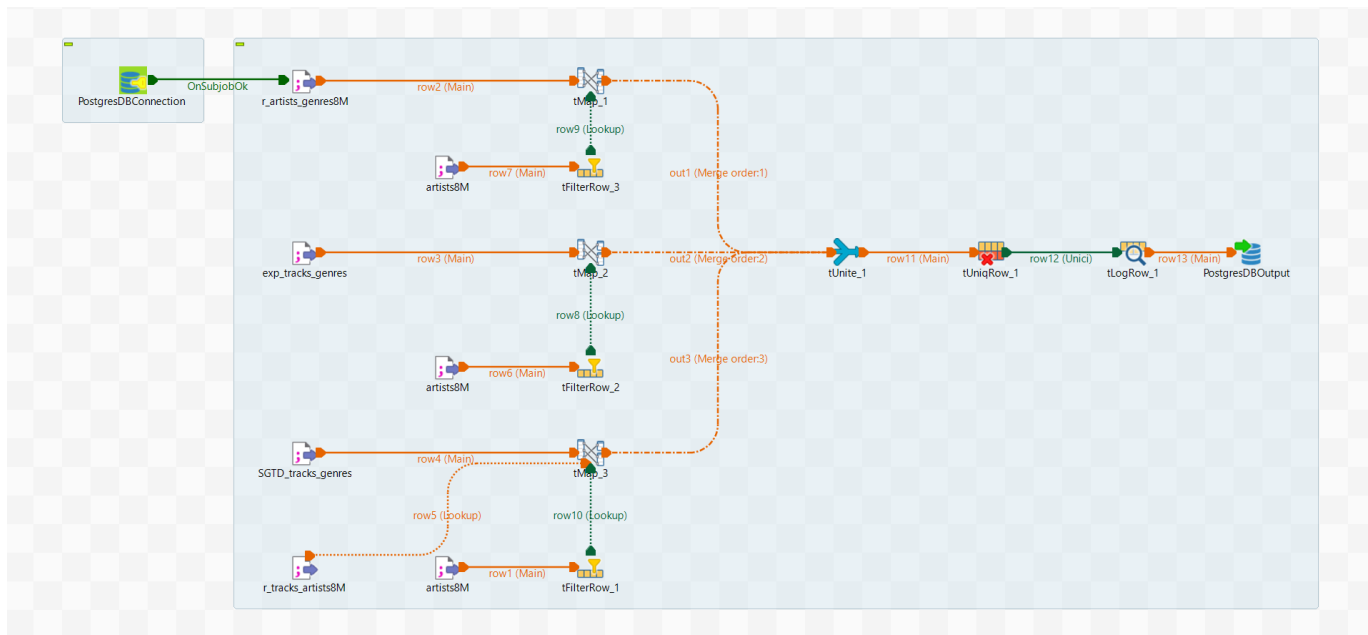 OnSubjobOk
PostgresDBConnection
r_artists_genres8M
row2 (Main)
tMap_1
row9 (Lookup)
artists8M
row7 (Main)
tFilterRow_3
out1 (Merge order:1)
exp_tracks_genres
row3 (Main)
tMap_2
out2 (Merge order:2)
tUnite_1
row11 (Main)
tUniqRow_1
row12 (Unici)
tLogRow_1
row13 (Main)
PostgresDBOutput
row8 (Lookup)
artists8M
row6 (Main)
tFilterRow_2
out3 (Merge order:3)
SGTD_tracks_genres
row4 (Main)
tMap_3
row5 (Lookup)
row10 (Lookup)
r_tracks_artists8M
artists8M
row1 (Main)
tFilterRow_1